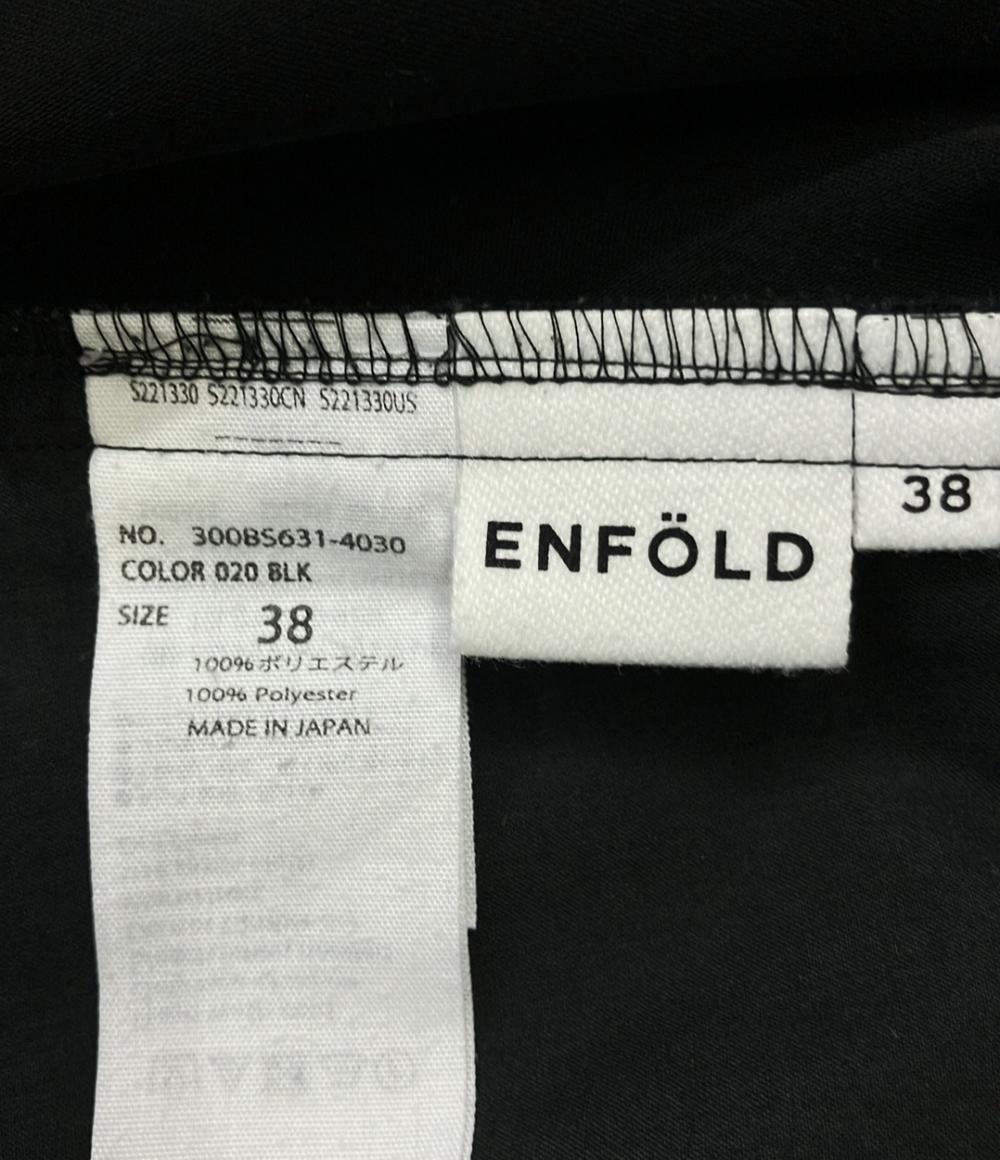 S221330 S221330CN S221330US
NO. 300BS631-4030
COLOR 020 BLK
SIZE 38
100% ポリエステル
100% Polyester
MADE IN JAPAN
ENFÖLD
38